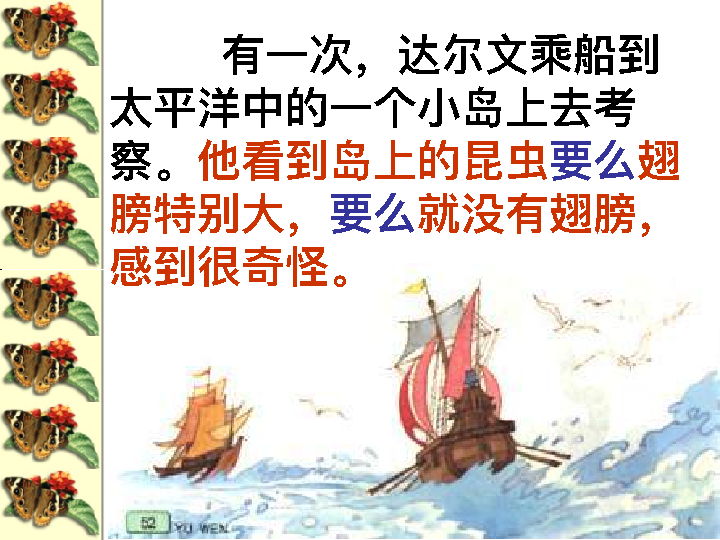 有一次，达尔文乘船到
太平洋中的一个小岛上去考
察。他看到岛上的昆虫要么翅
膀特别大，要么就没有翅膀，
感到很奇怪。
52 YU WEN